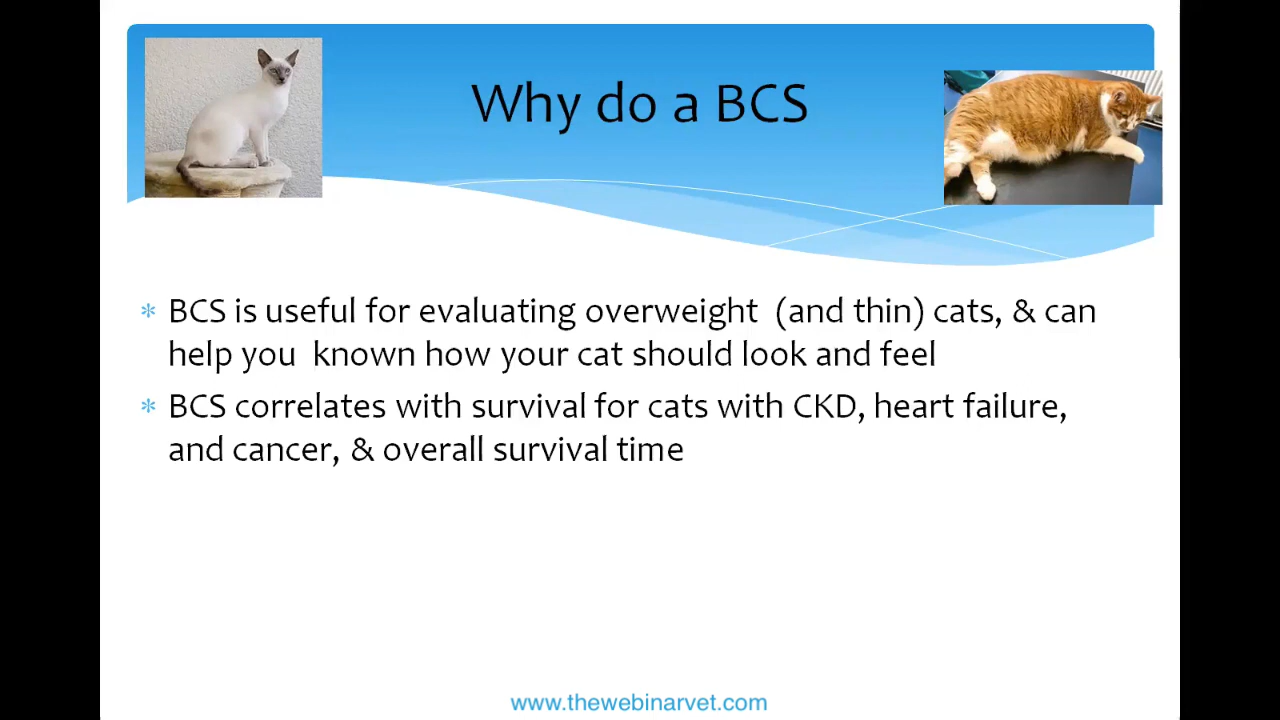 Why do a BCS
* BCS is useful for evaluating overweight  (and thin) cats, & can
help you  known how your cat should look and feel
* BCS correlates with survival for cats with CKD, heart failure,
and cancer, & overall survival time
www.thewebinarvet.com